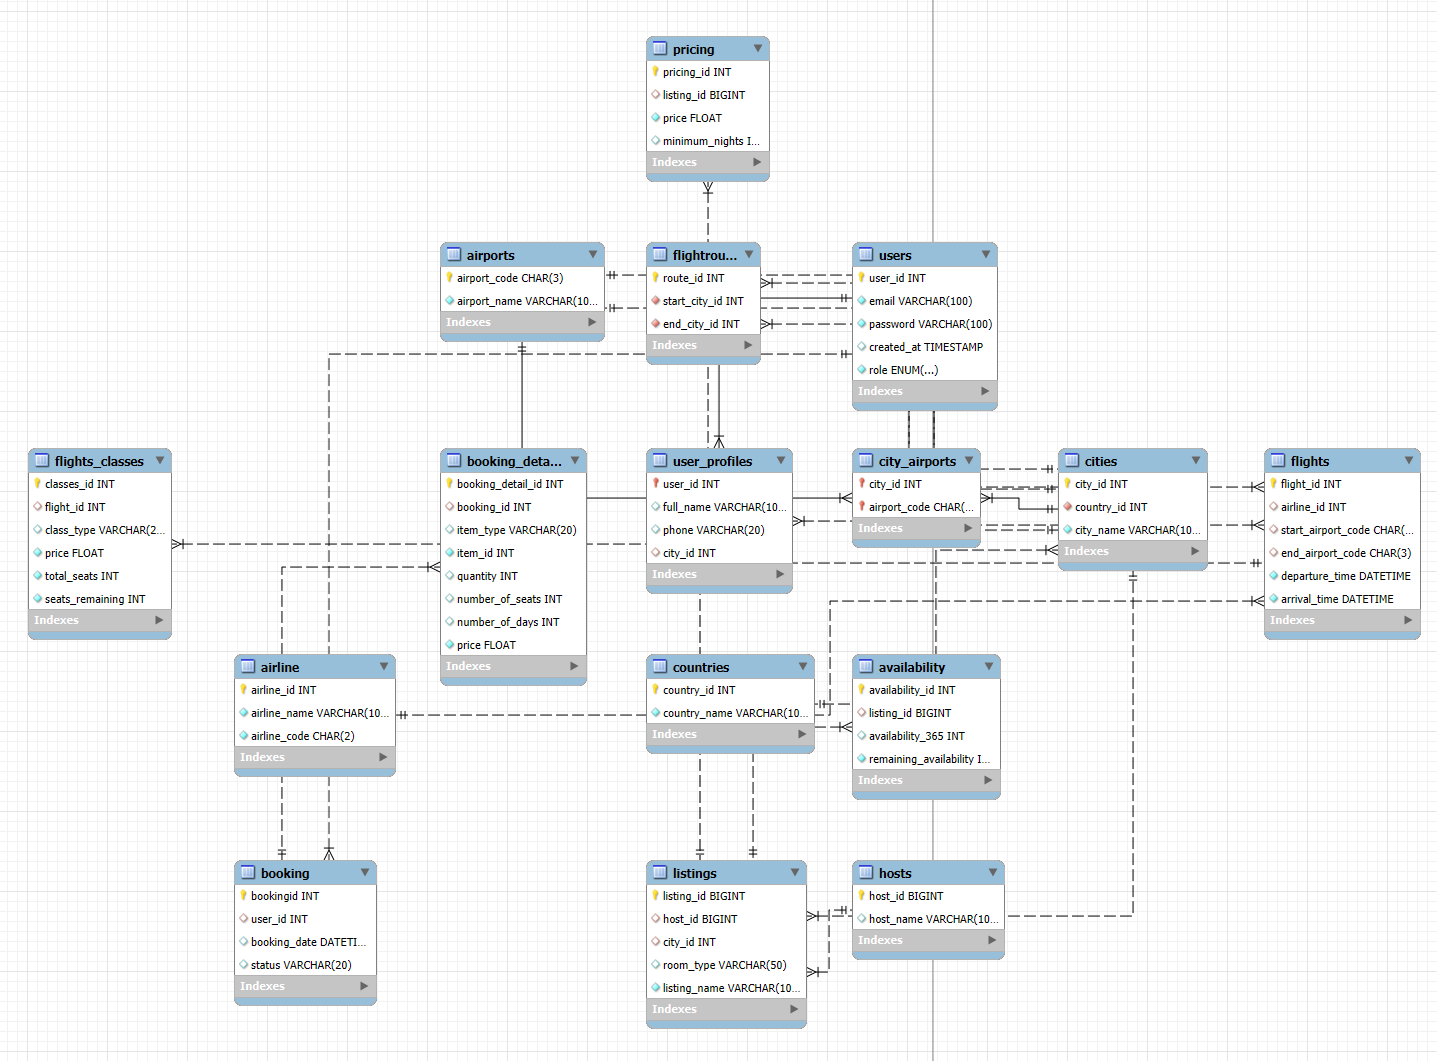 pricing
pricing_id INT
listing_id BIGINT
price FLOAT
minimum_nights I...
Indexes
airports
airport_code CHAR(3)
airport_name VARCHAR(10...
Indexes
flightrou...
route_id INT
start_city_id INT
end_city_id INT
Indexes
users
user_id INT
email VARCHAR(100)
password VARCHAR(100)
created_at TIMESTAMP
role ENUM(...)
Indexes
flights_classes
classes_id INT
flight_id INT
class_type VARCHAR(2...
price FLOAT
total_seats INT
seats_remaining INT
Indexes
booking_deta...
booking_detail_id INT
booking_id INT
item_type VARCHAR(20)
item_id INT
quantity INT
number_of_seats INT
number_of_days INT
price FLOAT
Indexes
user_profiles
user_id INT
full_name VARCHAR(10...
phone VARCHAR(20)
city_id INT
Indexes
city_airports
city_id INT
airport_code CHAR(...
Indexes
cities
city_id INT
country_id INT
city_name VARCHAR(10...
Indexes
flights
flight_id INT
airline_id INT
start_airport_code CHAR(...
end_airport_code CHAR(3)
departure_time DATETIME
arrival_time DATETIME
Indexes
airline
airline_id INT
airline_name VARCHAR(10...
airline_code CHAR(2)
Indexes
countries
country_id INT
country_name VARCHAR(10...
Indexes
availability
availability_id INT
listing_id BIGINT
availability_365 INT
remaining_availability I...
Indexes
booking
bookingid INT
user_id INT
booking_date DATETI...
status VARCHAR(20)
Indexes
listings
listing_id BIGINT
host_id BIGINT
city_id INT
room_type VARCHAR(50)
listing_name VARCHAR(10...
Indexes
hosts
host_id BIGINT
host_name VARCHAR(10...
Indexes